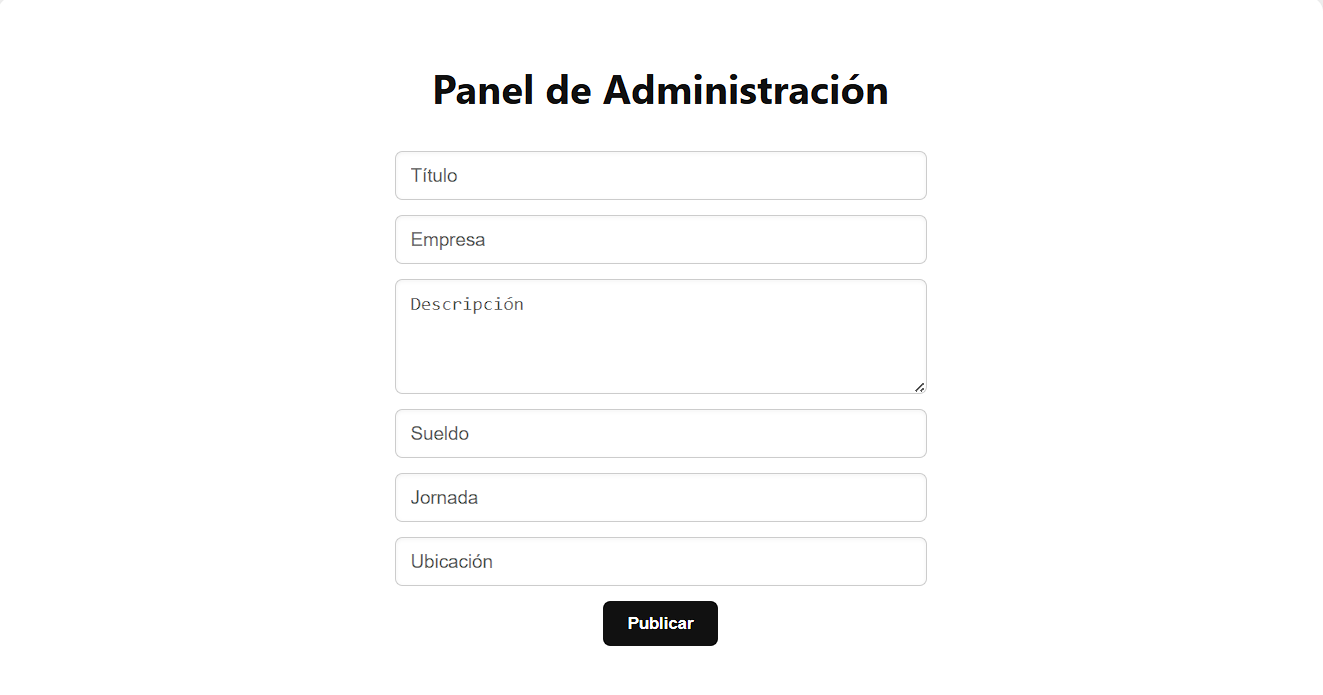 Panel de Administración
Título
Empresa
Descripción
Sueldo
Jornada
Ubicación
Publicar